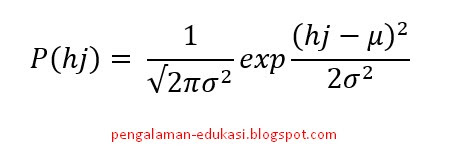 P(hj) = 1/√2πσ² exp (hj − μ)²/2σ²
pengalaman-edukasi.blogspot.com